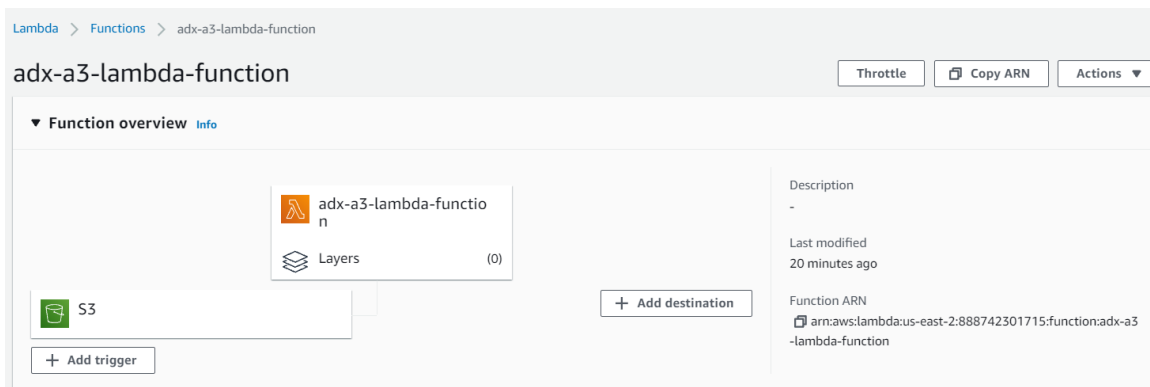 Lambda > Functions > adx-a3-lambda-function
adx-a3-lambda-function
Throttle
Copy ARN
Actions ▼
▼ Function overview Info
adx-a3-lambda-functio
n
Layers (0)
S3
+ Add trigger
+ Add destination
Description
-
Last modified
20 minutes ago
Function ARN
arn:aws:lambda:us-east-2:888742301715:function:adx-a3
-lambda-function